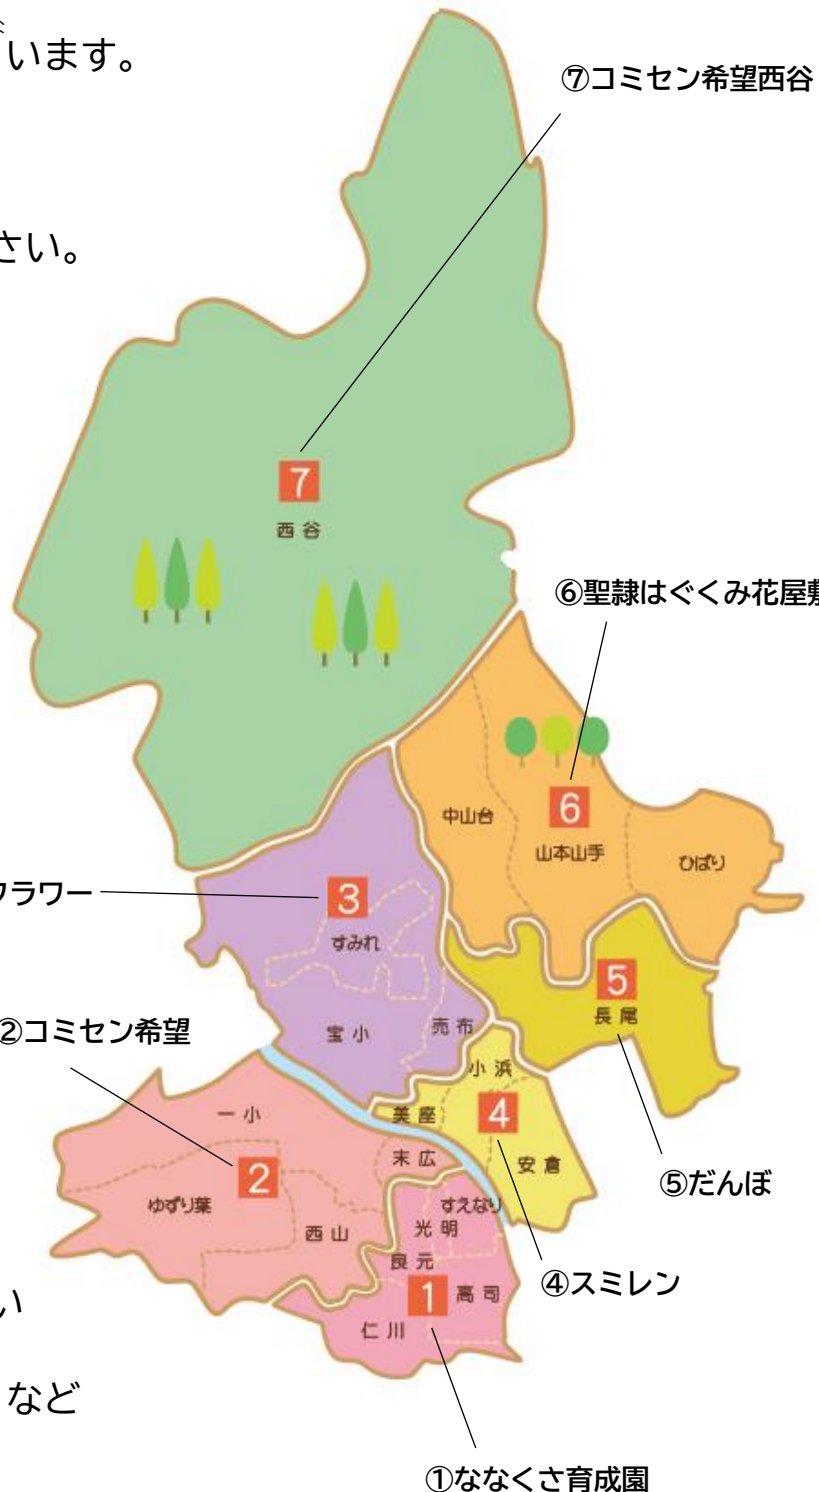 います。
⑦コミセン希望西谷
さい。
7
西谷
⑥聖隷はぐくみ花屋敷
中山台
6
山本山手
ひばり
フラワー
3
すみれ
5
長尾
②コミセン希望
宝小
売布
小浜
美座
4
一小
末広
安倉
2
⑤だんぼ
ゆずり葉
すえなり
西山
光明
良元
④スミレン
1
高司
い
仁川
など
①ななくさ育成園